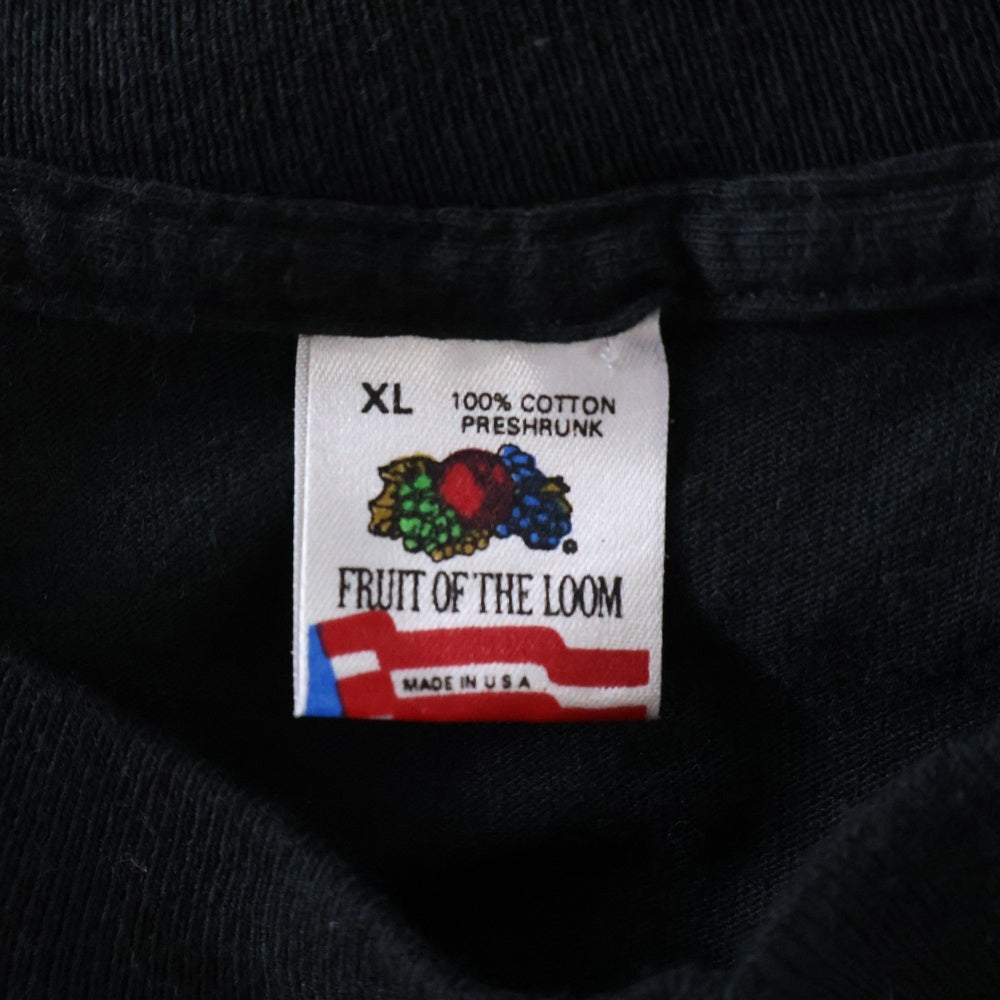 XL 100% COTTON
PRESHRUNK
FRUIT OF THE LOOM
MADE IN U S A